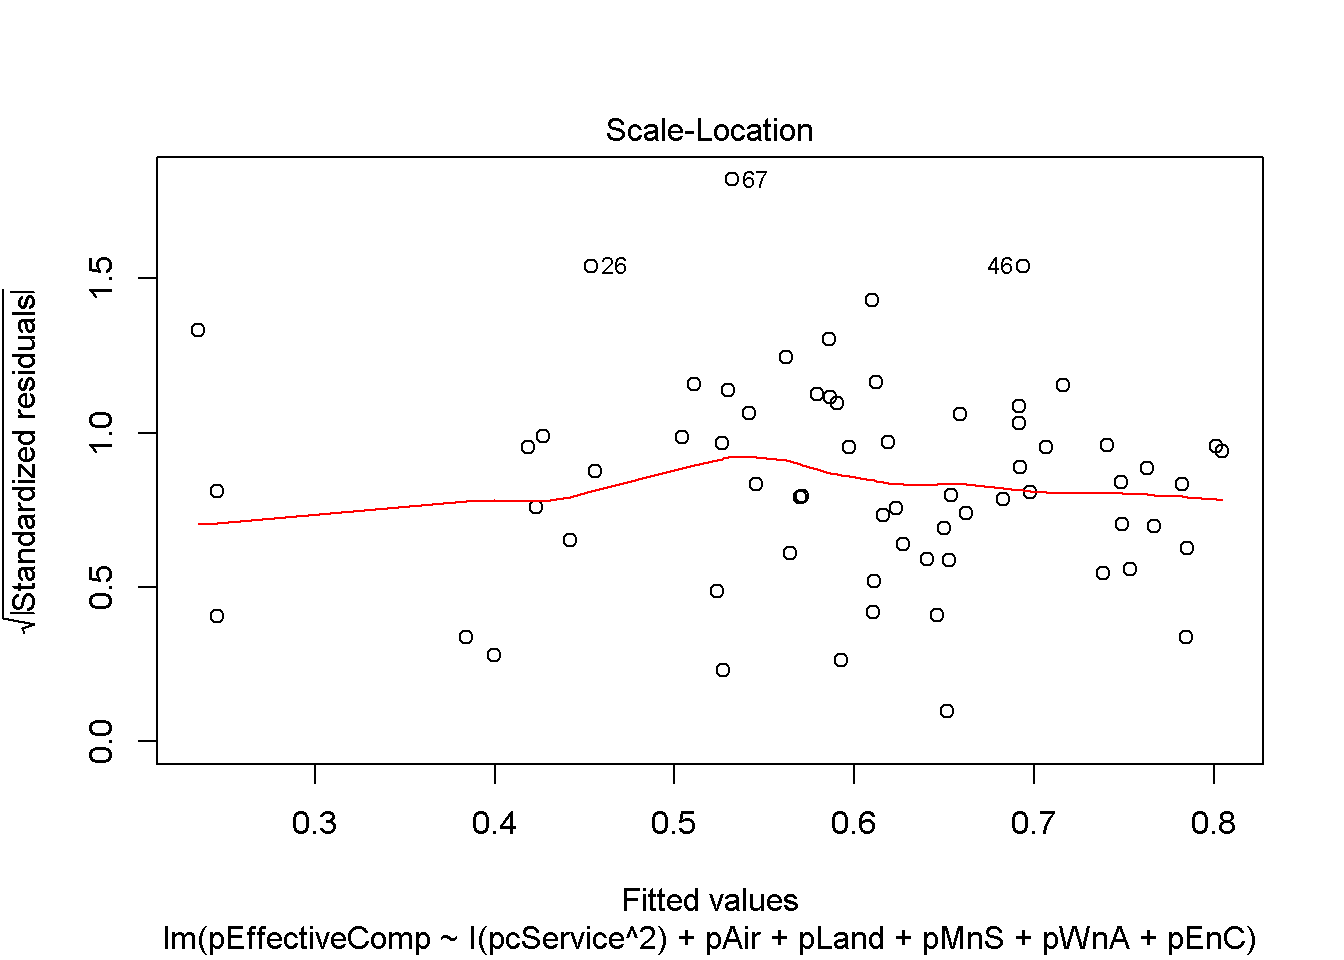 Scale-Location
67
26
46
1.5
1.0
0.5
0.0
√|Standardized residuals|
0.3 0.4 0.5 0.6 0.7 0.8
Fitted values
lm(pEffectiveComp ~ I(pcService^2) + pAir + pLand + pMnS + pWnA + pEnC)